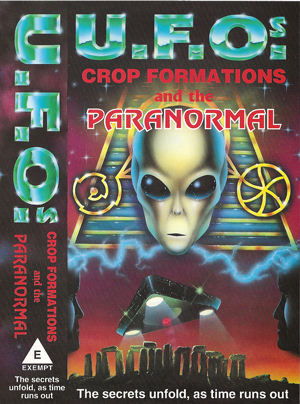 U.F.O.s:
CROP FORMATIONS
and the
PARANORMAL
E
EXEMPT
The secrets
unfold, as time
runs out
U.F.O.s:
CROP FORMATIONS
and the
PARANORMAL
The secrets unfold, as time runs out